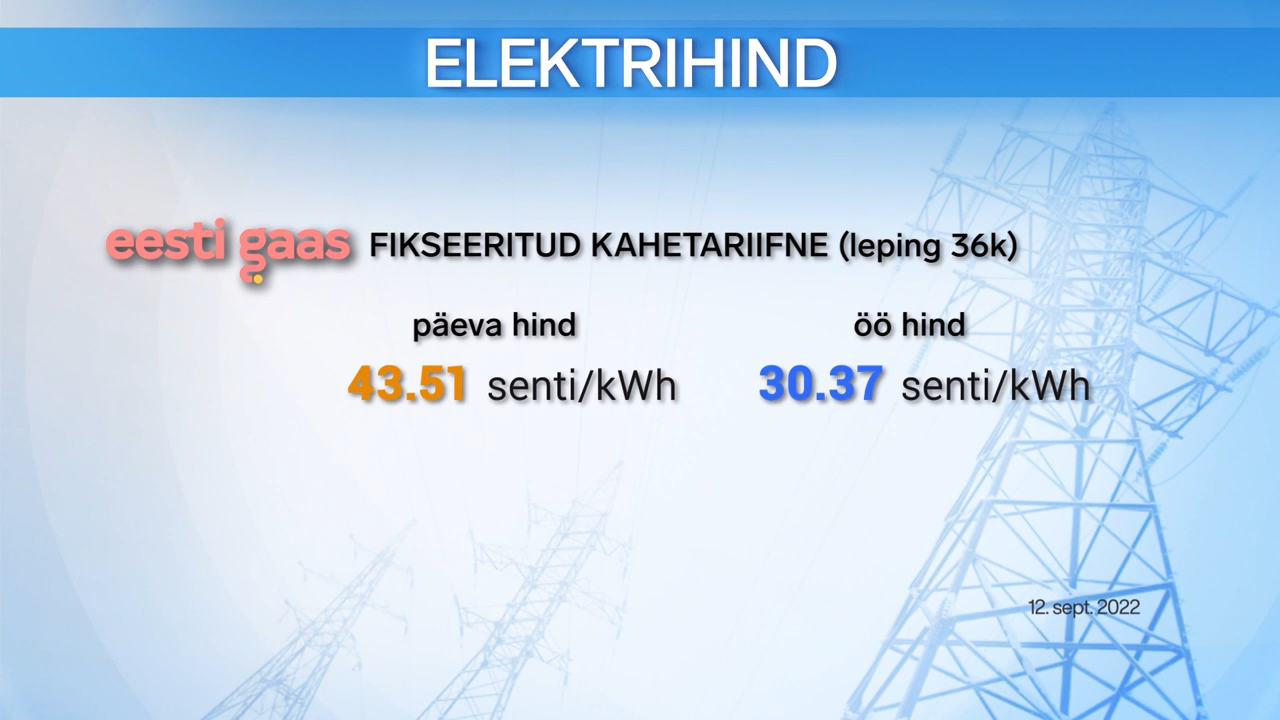 ELEKTRIHIND
eesti gaas FIKSEERITUD KAHETARIIFNE (leping 36k)
päeva hind öö hind
43.51 senti/kWh 30.37 senti/kWh
12. sept. 2022